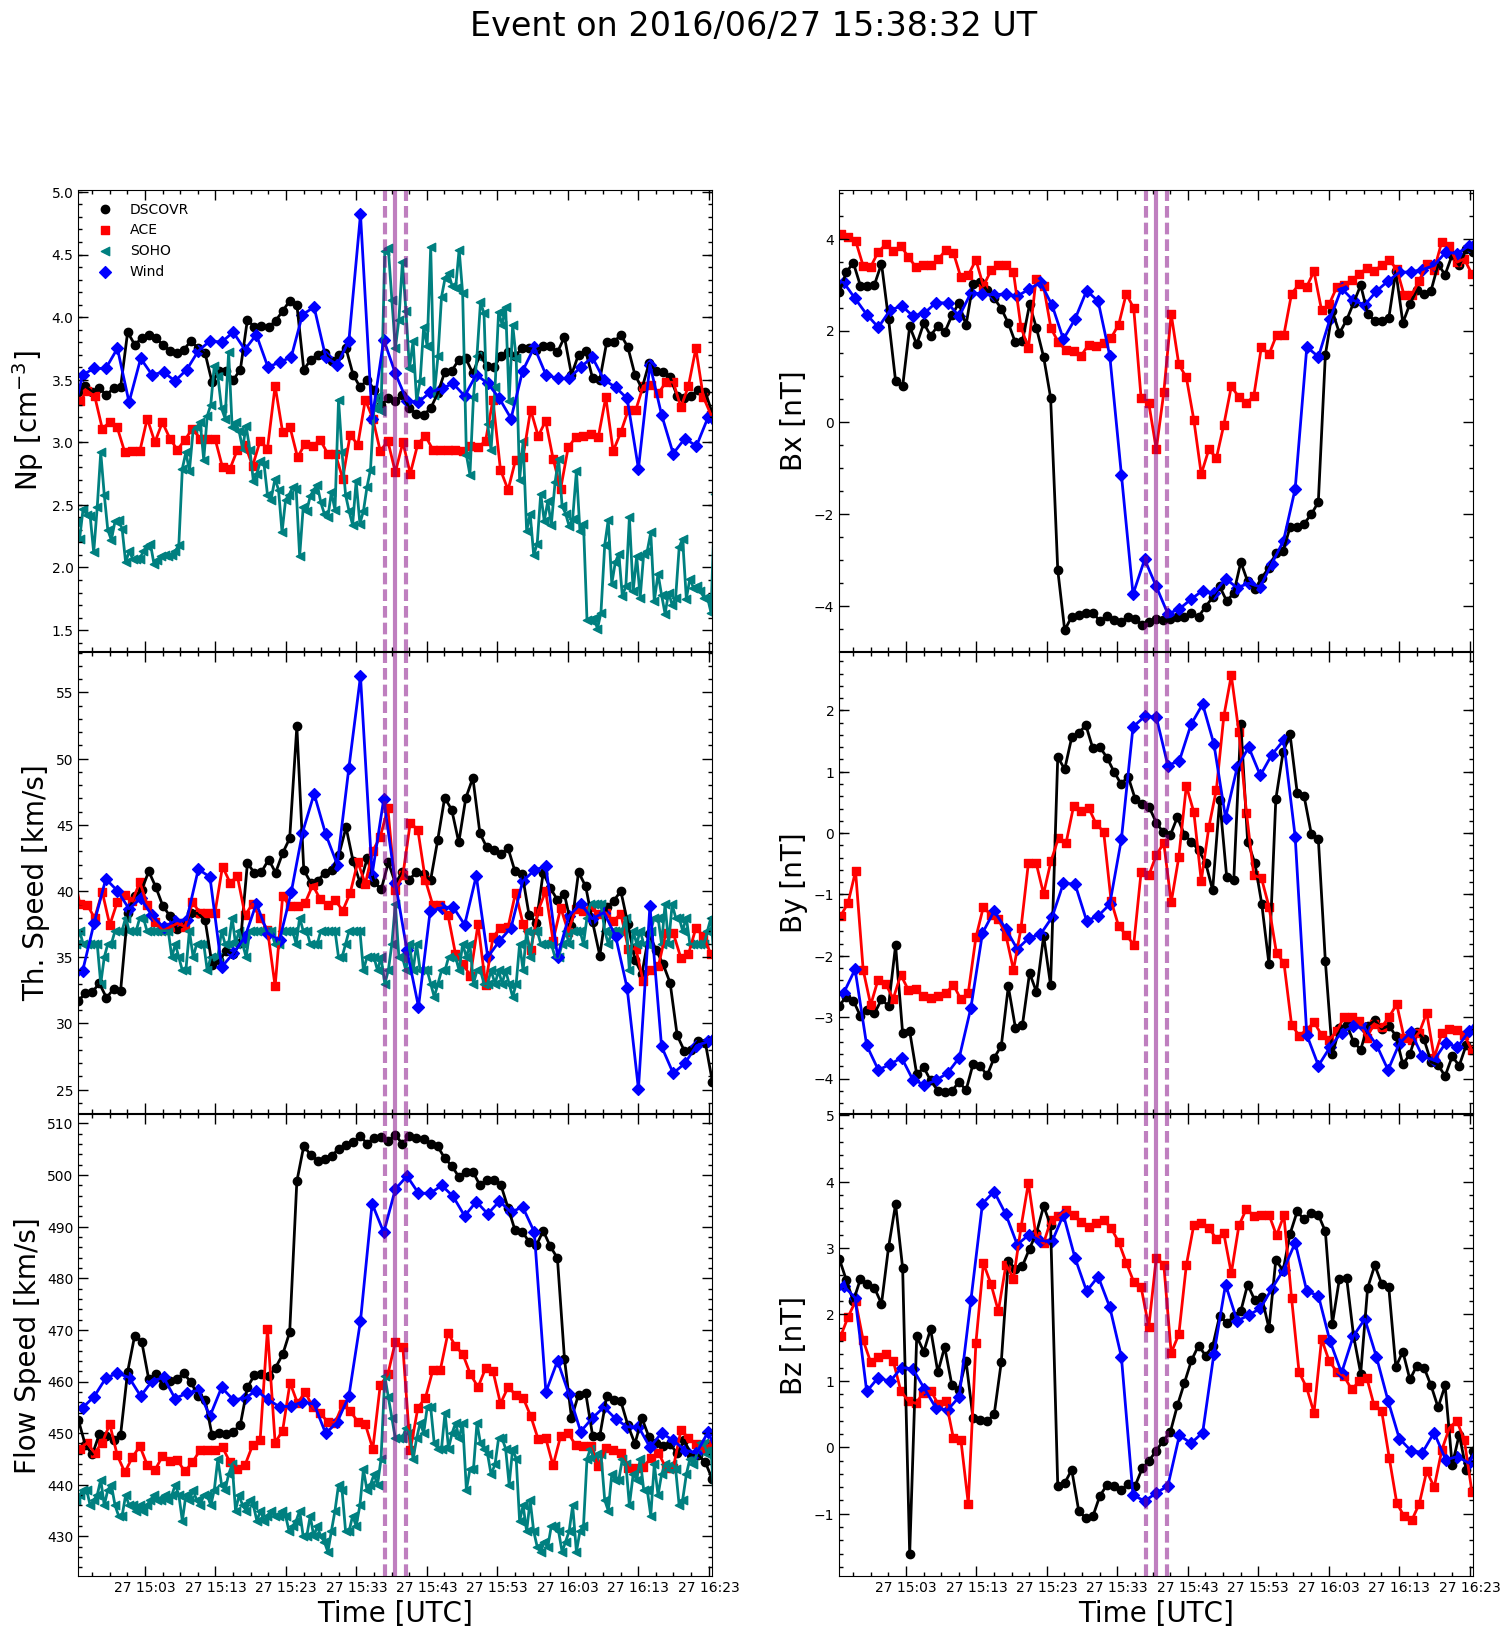 Event on 2016/06/27 15:38:32 UT
Np [cm⁻³]
5.0
4.5
4.0
3.5
3.0
2.5
2.0
1.5
DSCOVR
ACE
SOHO
Wind
Bx [nT]
4
2
0
−2
−4
Th. Speed [km/s]
55
50
45
40
35
30
25
By [nT]
2
1
0
−1
−2
−3
−4
Flow Speed [km/s]
510
500
490
480
470
460
450
440
430
Bz [nT]
5
4
3
2
1
0
−1
27 15:03 27 15:13 27 15:23 27 15:33 27 15:43 27 15:53 27 16:03 27 16:13 27 16:23
Time [UTC]
27 15:03 27 15:13 27 15:23 27 15:33 27 15:43 27 15:53 27 16:03 27 16:13 27 16:23
Time [UTC]